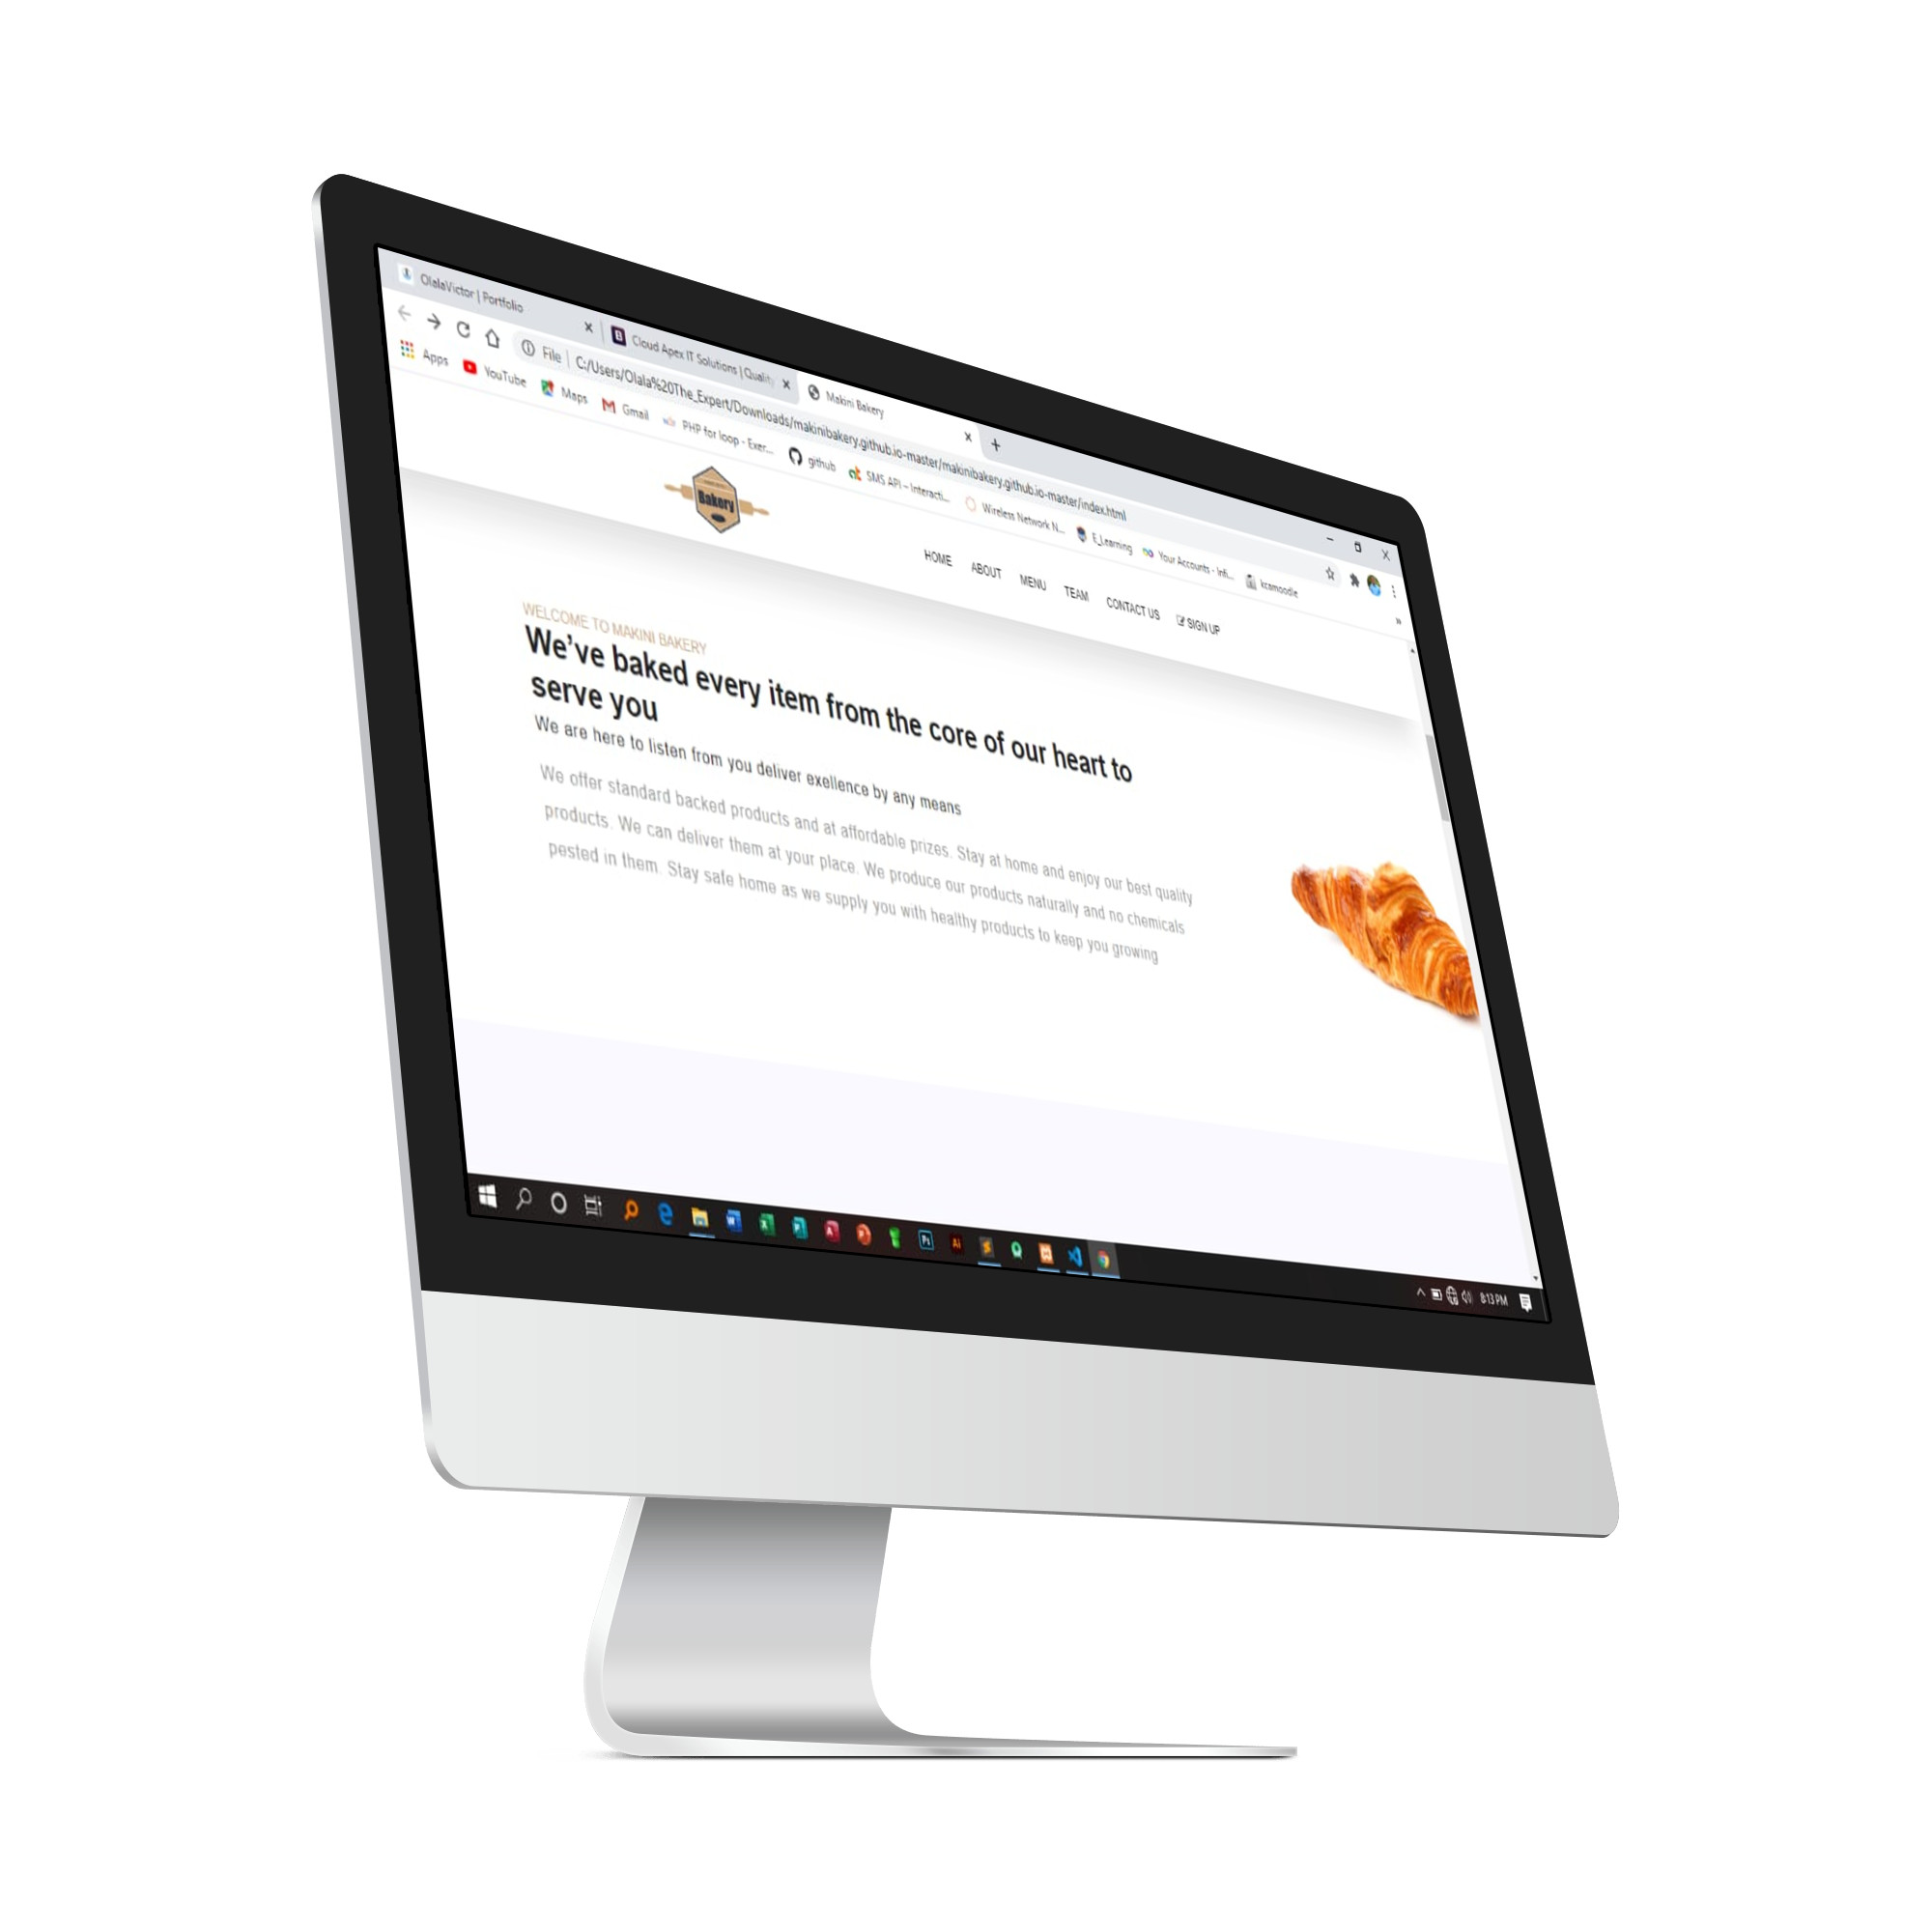 OlalaVictor | Portfolio
Cloud Apex IT Solutions | Quality
Makini Bakery
File
C:/Users/Olala%20The_Expert/Downloads/makinibakery.github.io-master/makinibakery.github.io-master/index.html
Apps
YouTube
Maps
Gmail
PHP for loop - Exer...
github
SMS API – Interacti...
Wireless Network N...
E_Learning
Your Accounts - Infi...
kcamoodle
»
Bakery
HOME ABOUT MENU TEAM CONTACT US SIGN UP
WELCOME TO MAKINI BAKERY
We’ve baked every item from the core of our heart to
serve you
We are here to listen from you deliver exellence by any means
We offer standard backed products and at affordable prizes. Stay at home and enjoy our best quality
products. We can deliver them at your place. We produce our products naturally and no chemicals
pested in them. Stay safe home as we supply you with healthy products to keep you growing
Ps
Ai
8:13 PM